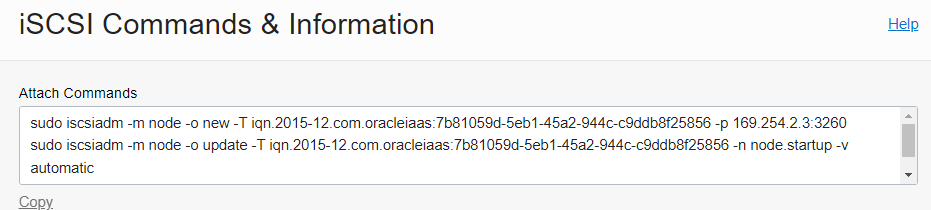 iSCSI Commands & Information
Help
Attach Commands
sudo iscsiadm -m node -o new -T iqn.2015-12.com.oracleiaas:7b81059d-5eb1-45a2-944c-c9ddb8f25856 -p 169.254.2.3:3260
sudo iscsiadm -m node -o update -T iqn.2015-12.com.oracleiaas:7b81059d-5eb1-45a2-944c-c9ddb8f25856 -n node.startup -v
automatic
Copy